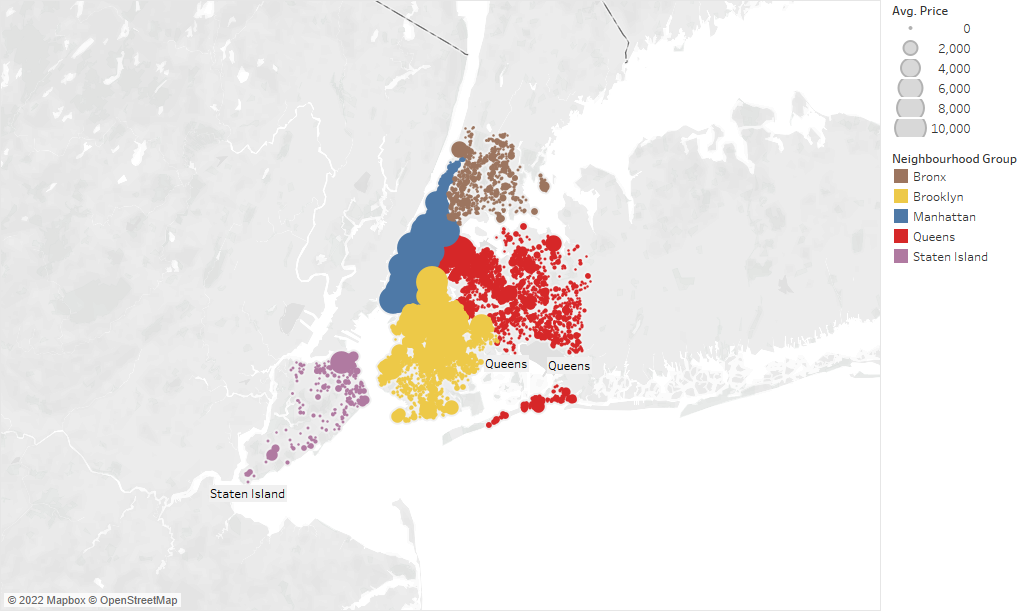 Avg. Price
0
2,000
4,000
6,000
8,000
10,000
Neighbourhood Group
Bronx
Brooklyn
Manhattan
Queens
Staten Island
Queens
Queens
Staten Island
© 2022 Mapbox © OpenStreetMap